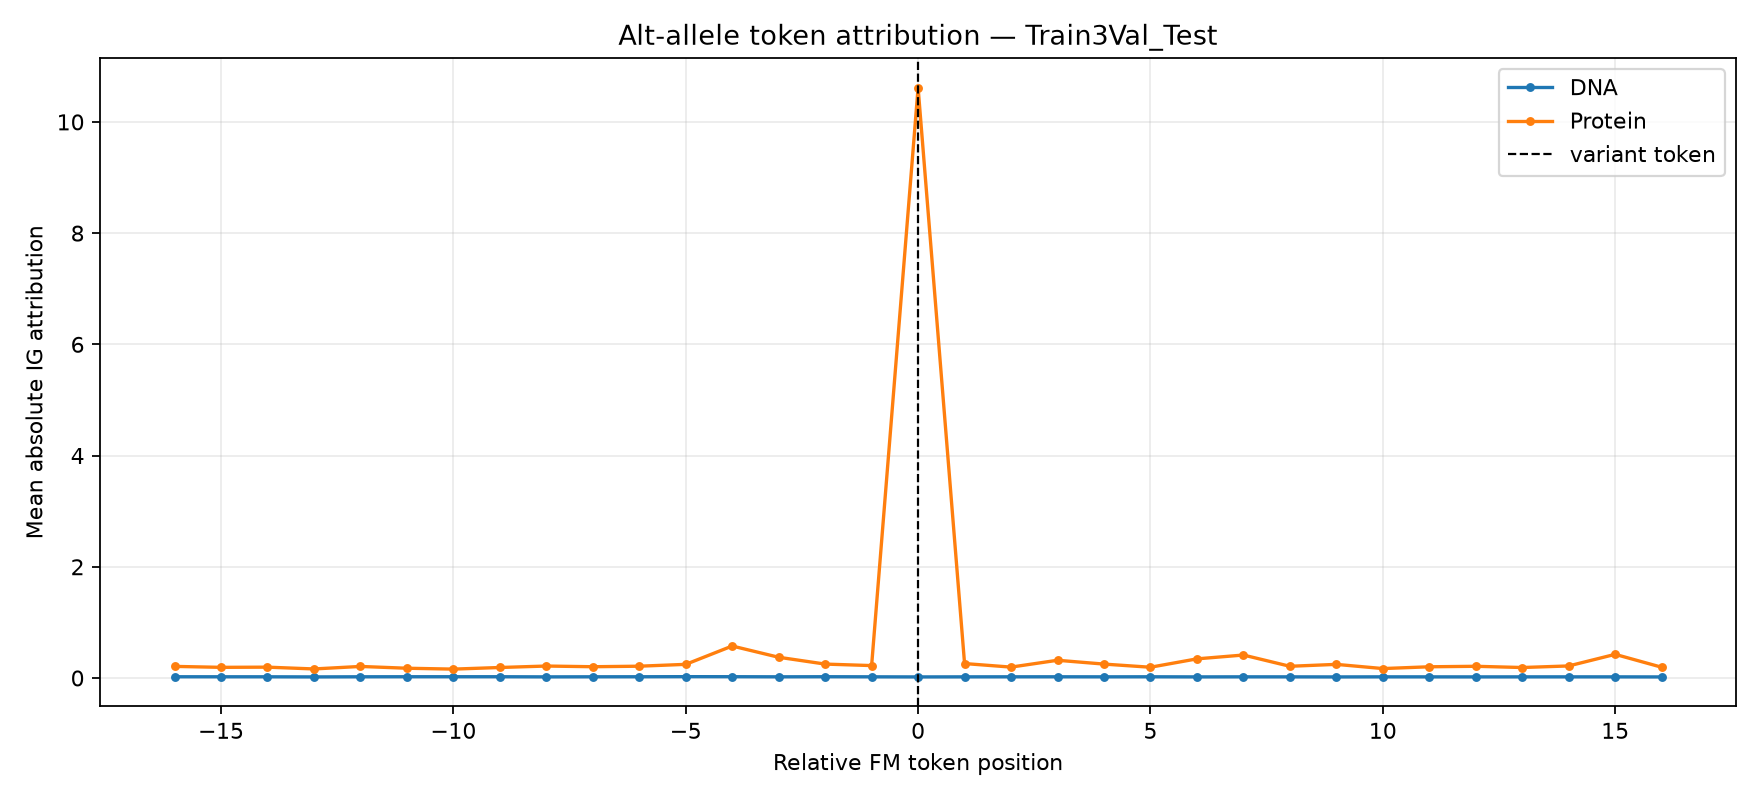 Alt-allele token attribution — Train3Val_Test
DNA
Protein
variant token
Mean absolute IG attribution
10
8
6
4
2
0
−15
−10
−5
0
5
10
15
Relative FM token position